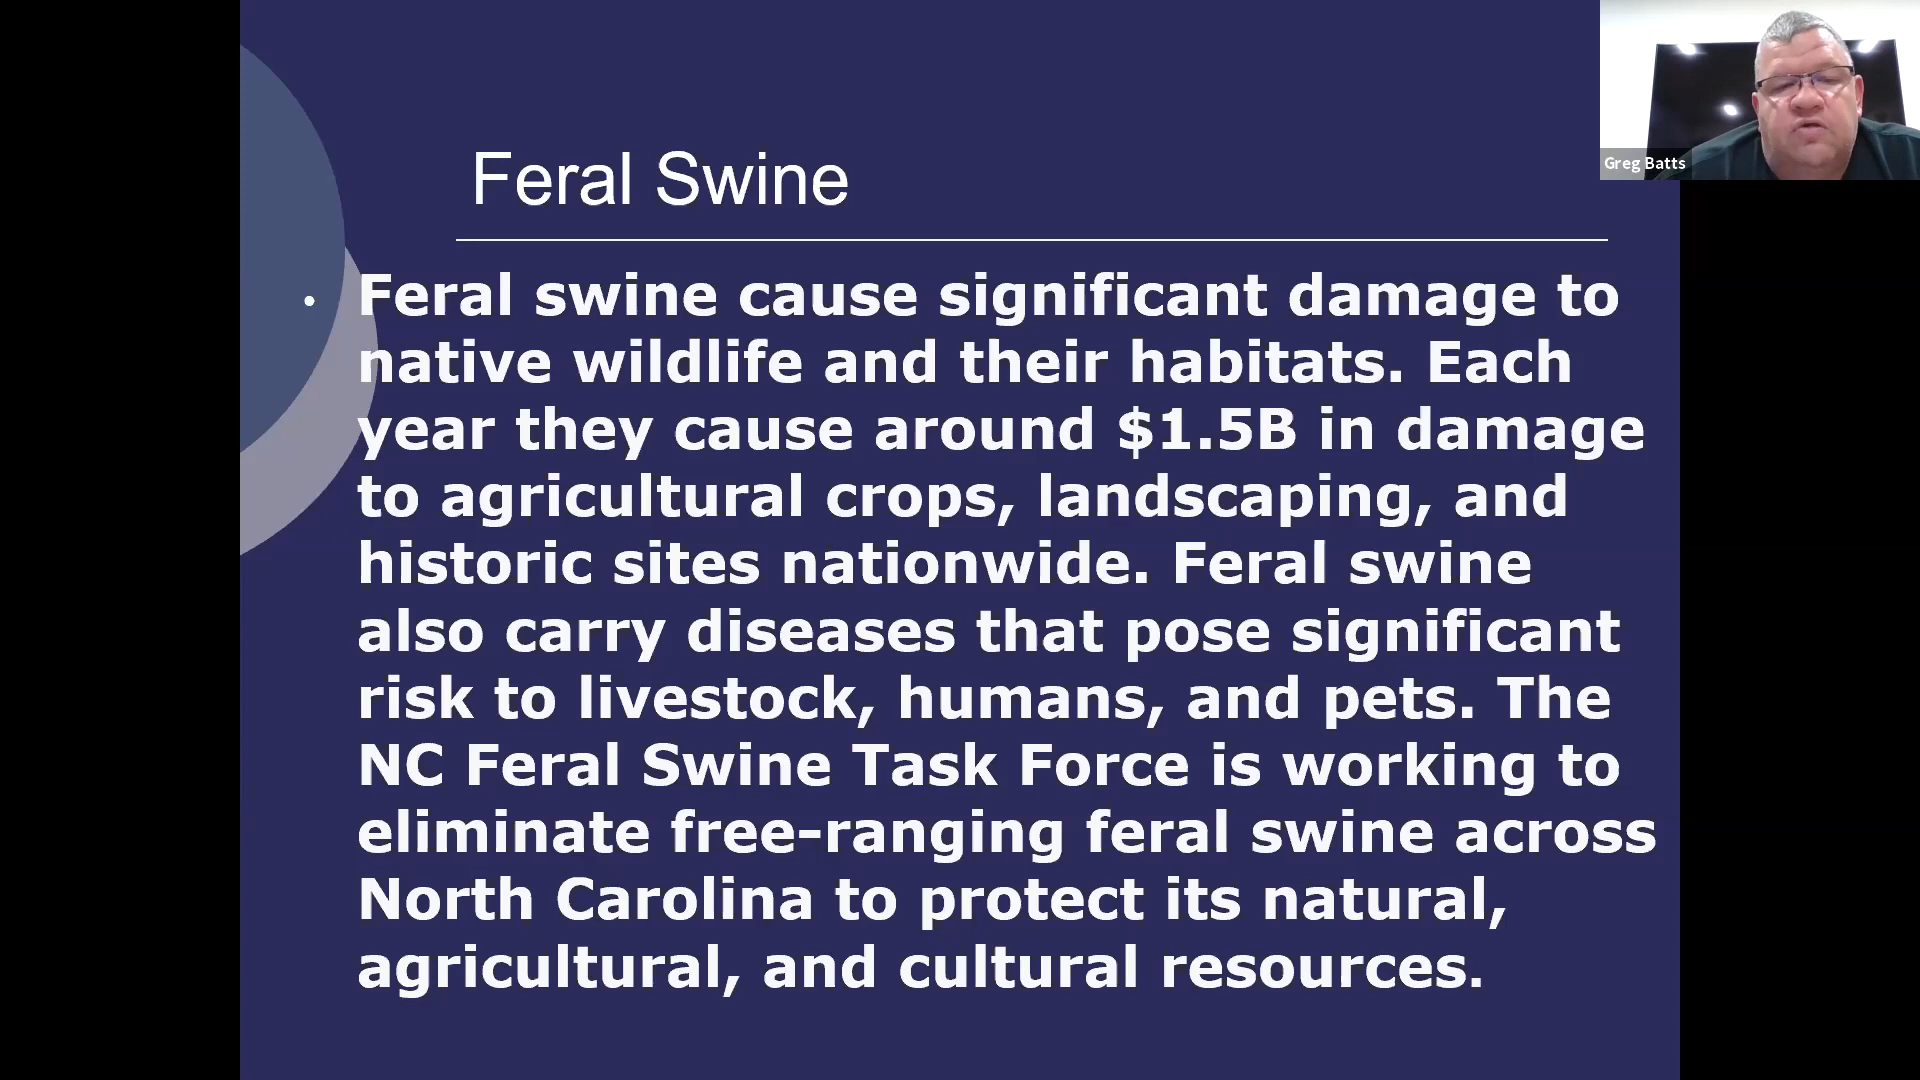 Feral Swine
• Feral swine cause significant damage to
native wildlife and their habitats. Each
year they cause around $1.5B in damage
to agricultural crops, landscaping, and
historic sites nationwide. Feral swine
also carry diseases that pose significant
risk to livestock, humans, and pets. The
NC Feral Swine Task Force is working to
eliminate free-ranging feral swine across
North Carolina to protect its natural,
agricultural, and cultural resources.
Greg Batts